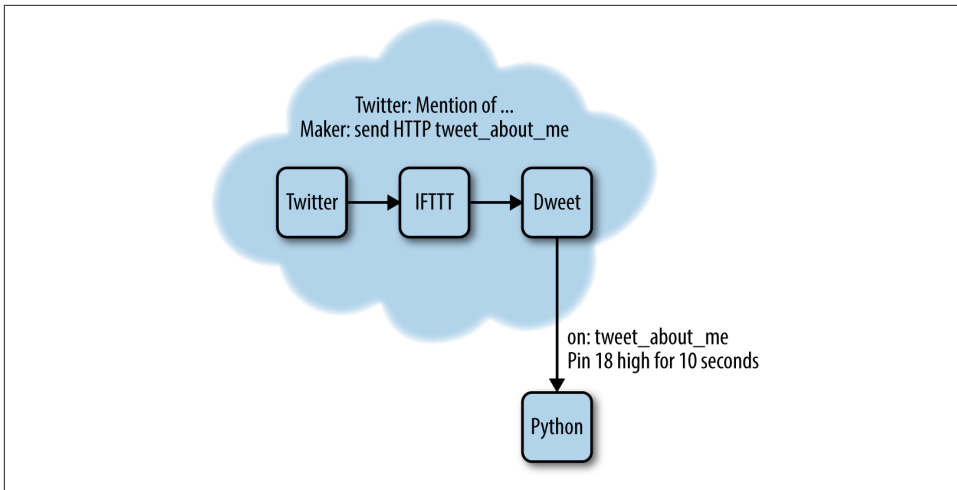 Twitter: Mention of ...
Maker: send HTTP tweet_about_me
Twitter
IFTTT
Dweet
on: tweet_about_me
Pin 18 high for 10 seconds
Python